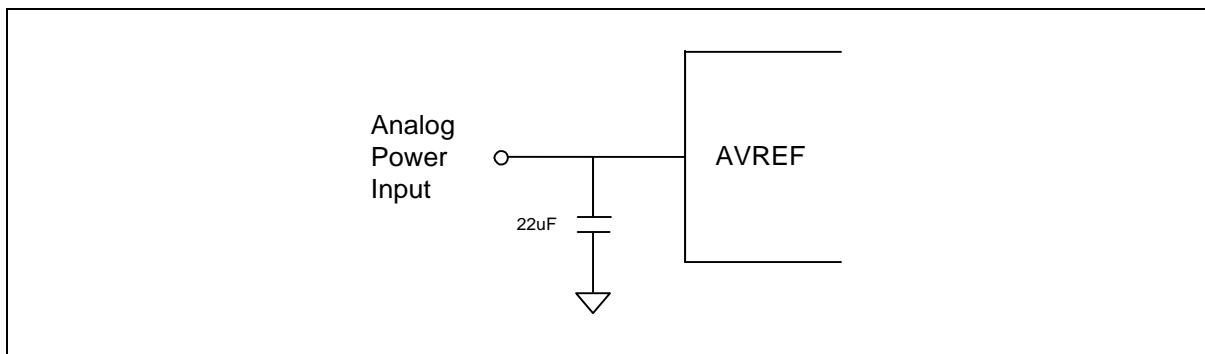 Analog
Power
Input
AVREF
22uF